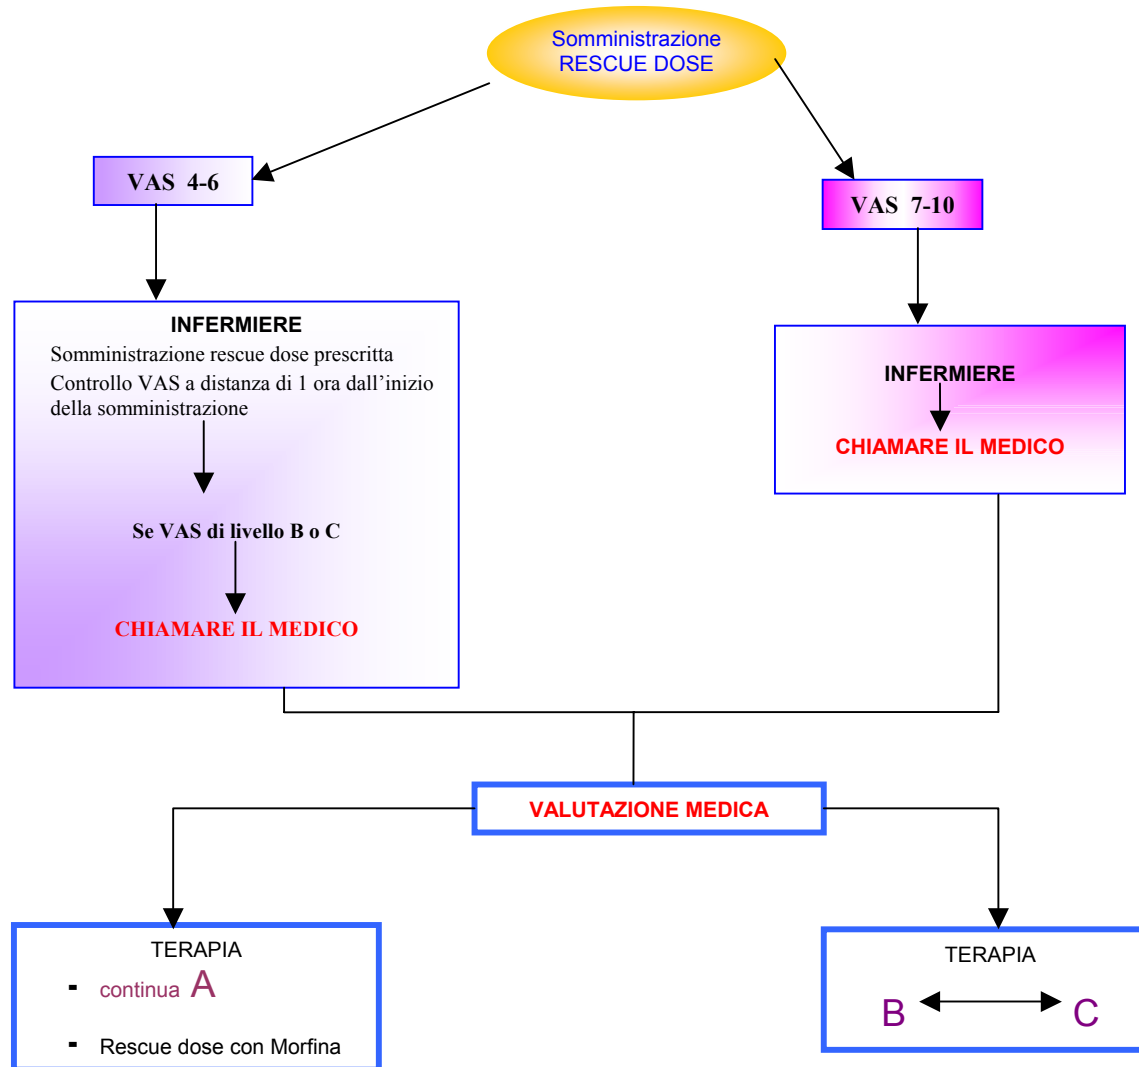 Somministrazione
RESCUE DOSE
VAS 4-6
VAS 7-10
INFERMIERE
Somministrazione rescue dose prescritta
Controllo VAS a distanza di 1 ora dall’inizio
della somministrazione
Se VAS di livello B o C
CHIAMARE IL MEDICO
INFERMIERE
CHIAMARE IL MEDICO
VALUTAZIONE MEDICA
TERAPIA
- continua A
- Rescue dose con Morfina
TERAPIA
B C